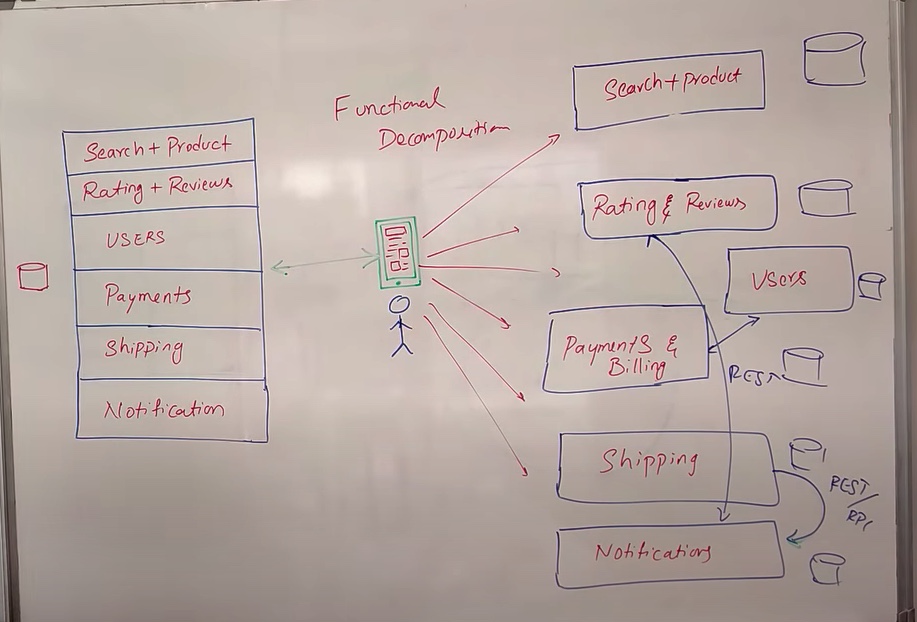 Functional
Decomposition
Search + Product
Rating + Reviews
USERS
Payments
Shipping
Notification
Search + product
Rating & Reviews
Users
Payments &
Billing
REST
Shipping
REST/
RPC
Notifications